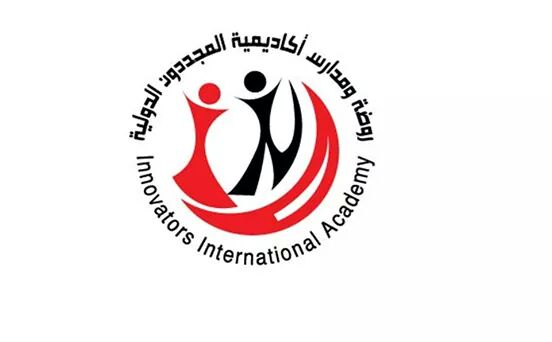 روضة ومدارس أكاديمية المجددون الدولية
Innovators International Academy